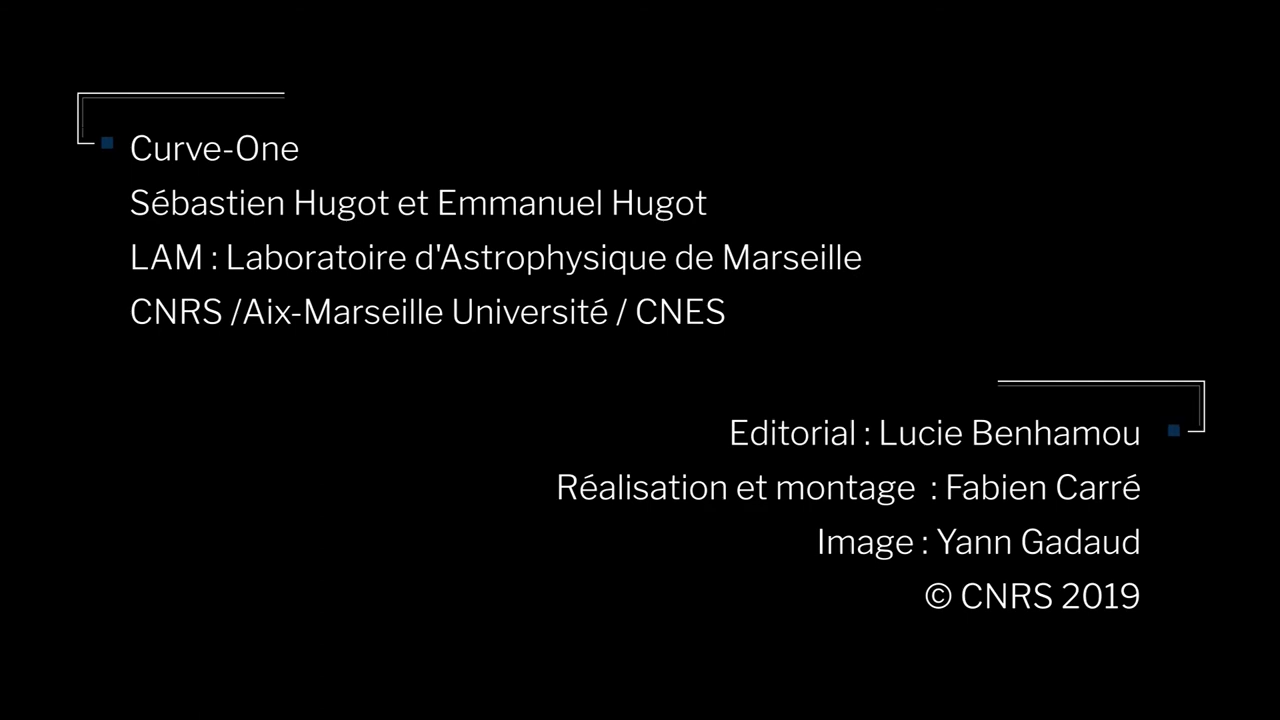 Curve-One
Sébastien Hugot et Emmanuel Hugot
LAM : Laboratoire d'Astrophysique de Marseille
CNRS /Aix-Marseille Université / CNES
Editorial : Lucie Benhamou
Réalisation et montage  : Fabien Carré
Image : Yann Gadaud
© CNRS 2019